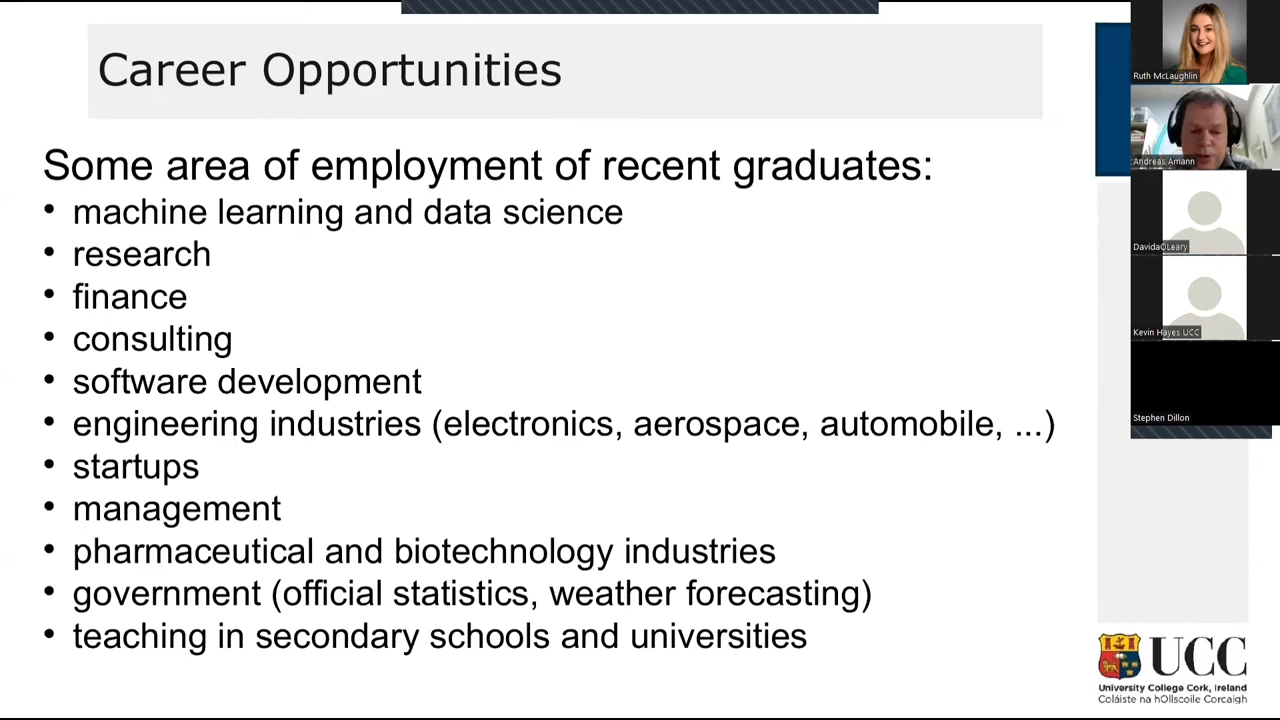 Career Opportunities
Some area of employment of recent graduates:
• machine learning and data science
• research
• finance
• consulting
• software development
• engineering industries (electronics, aerospace, automobile, ...)
• startups
• management
• pharmaceutical and biotechnology industries
• government (official statistics, weather forecasting)
• teaching in secondary schools and universities
Ruth McLaughlin
Andreas Amann
DavidaOLeary
Kevin Hayes UCC
Stephen Dillon
UCC
University College Cork, Ireland
Coláiste na hOllscoile Corcaigh